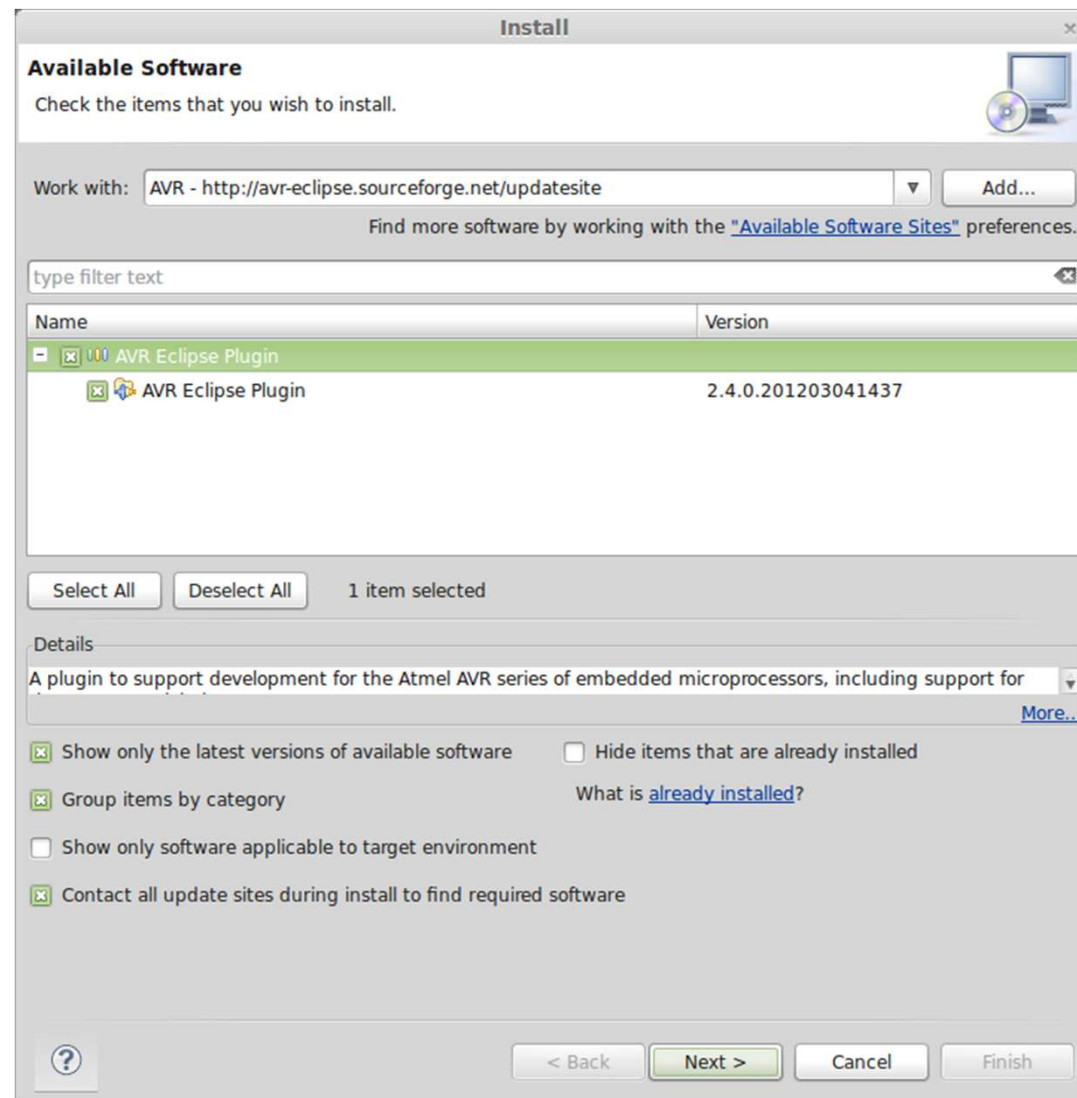 Install
Available Software
Check the items that you wish to install.
Work with: AVR - http://avr-eclipse.sourceforge.net/updatesite Add...
Find more software by working with the "Available Software Sites" preferences.
type filter text
Name Version
AVR Eclipse Plugin
AVR Eclipse Plugin 2.4.0.201203041437
Select All Deselect All 1 item selected
Details
A plugin to support development for the Atmel AVR series of embedded microprocessors, including support for
More..
Show only the latest versions of available software Hide items that are already installed
Group items by category What is already installed?
Show only software applicable to target environment
Contact all update sites during install to find required software
? < Back Next > Cancel Finish